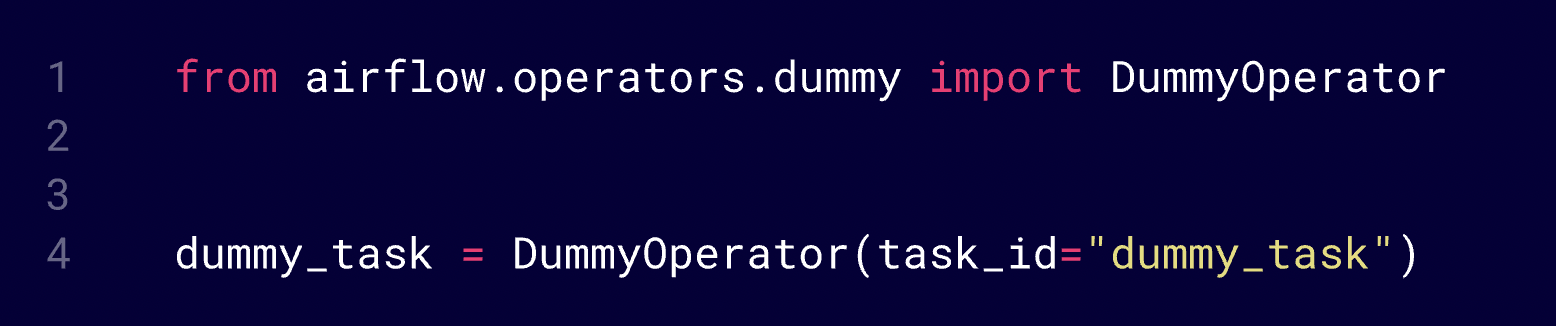 1 from airflow.operators.dummy import DummyOperator
2
3
4 dummy_task = DummyOperator(task_id="dummy_task")